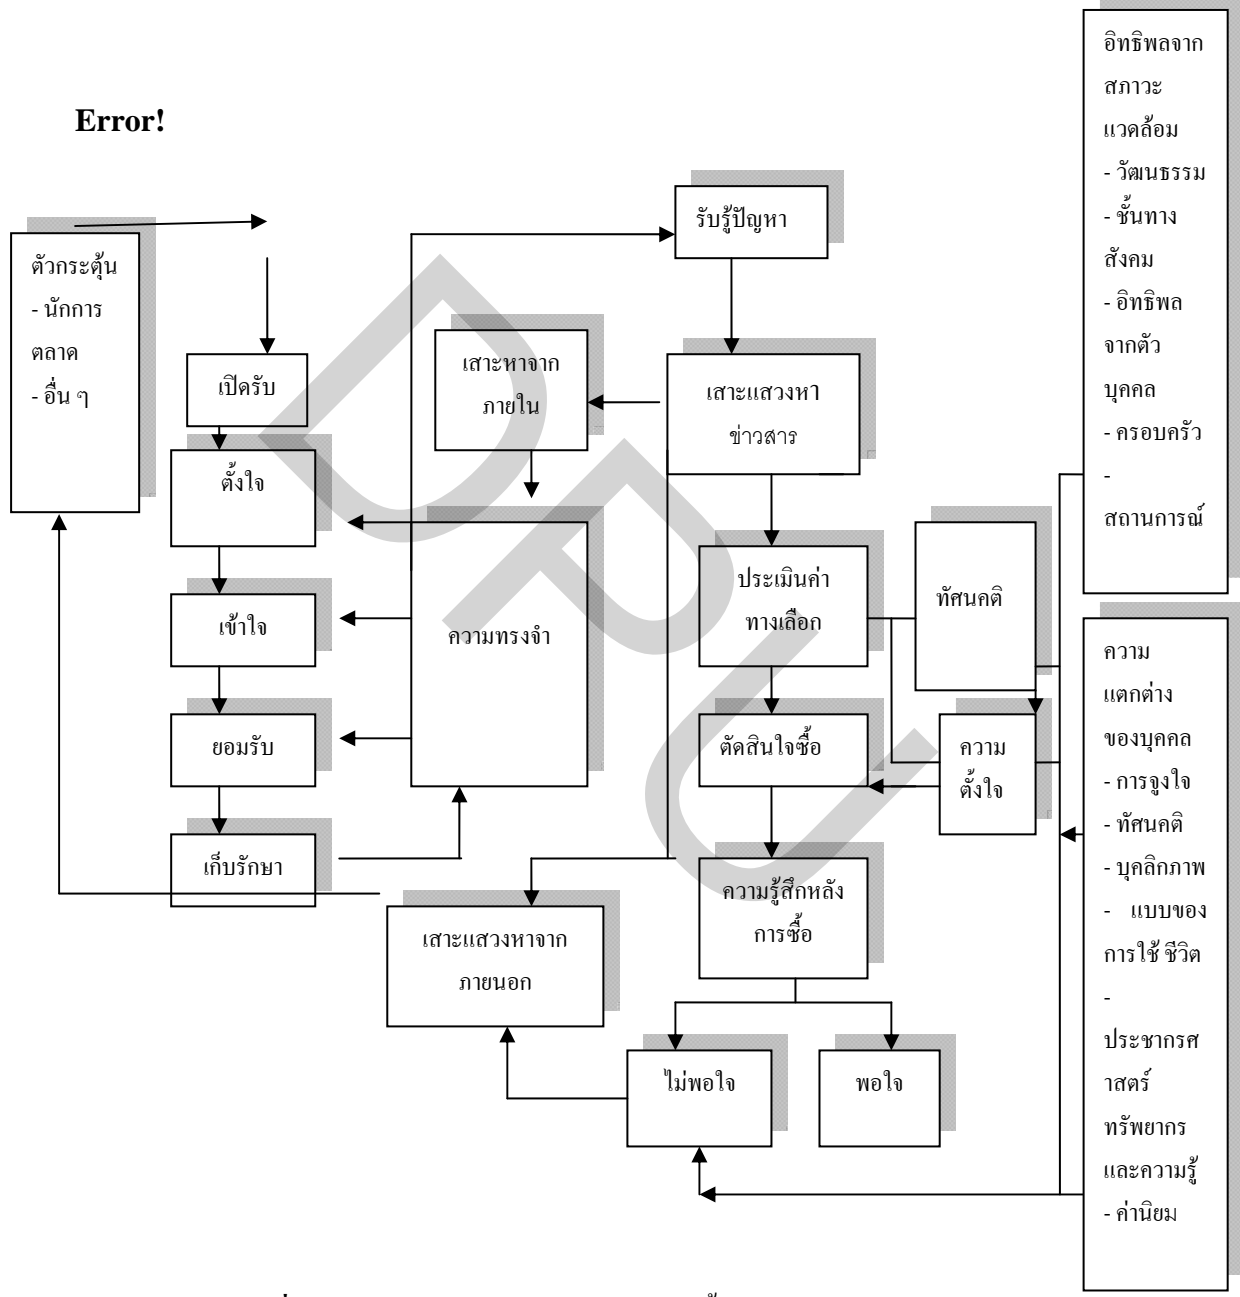 Error!
อิทธิพลจาก
สภาวะ
แวดล้อม
- วัฒนธรรม
- ชั้นทาง
สังคม
- อิทธิพล
จากตัว
บุคคล
- ครอบครัว
-
สถานการณ์
รับรู้ปัญหา
ตัวกระตุ้น
- นักการ
ตลาด
- อื่น ๆ
เปิดรับ
เสาะหาจาก
ภายใน
เสาะแสวงหา
ข่าวสาร
ตั้งใจ
เข้าใจ
ความทรงจำ
ประเมินค่า
ทางเลือก
ทัศนคติ
ยอมรับ
ตัดสินใจซื้อ
ความ
ตั้งใจ
เก็บรักษา
ความรู้สึกหลัง
การซื้อ
เสาะแสวงหาจาก
ภายนอก
ไม่พอใจ
พอใจ
ความ
แตกต่าง
ของบุคคล
- การจูงใจ
- ทัศนคติ
- บุคลิกภาพ
- แบบของ
การใช้ ชีวิต
-
ประชากรศ
าสตร์
ทรัพยากร
และความรู้
- ค่านิยม
DPU